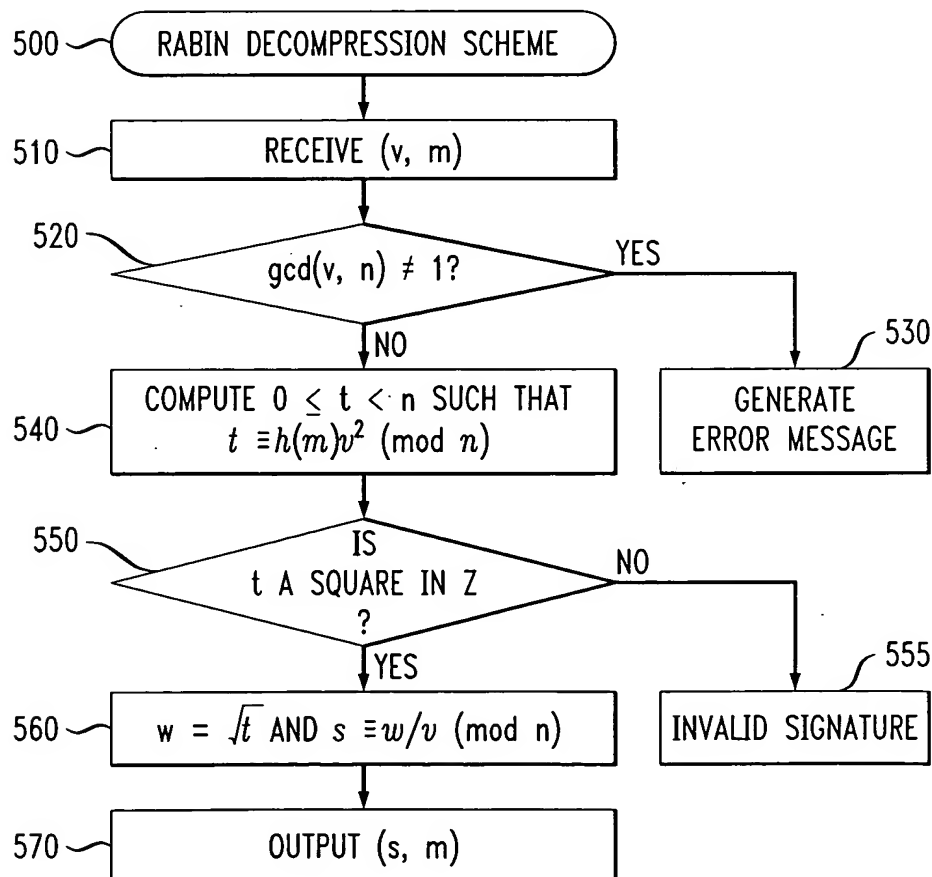 500 RABIN DECOMPRESSION SCHEME
510 RECEIVE (v, m)
520 gcd(v, n) ≠ 1?
YES
NO
530
GENERATE
ERROR MESSAGE
540 COMPUTE 0 ≤ t < n SUCH THAT
t ≡ h(m)v² (mod n)
550 IS
t A SQUARE IN Z
?
NO
YES
555
INVALID SIGNATURE
560 w = √t AND s ≡ w/v (mod n)
570 OUTPUT (s, m)